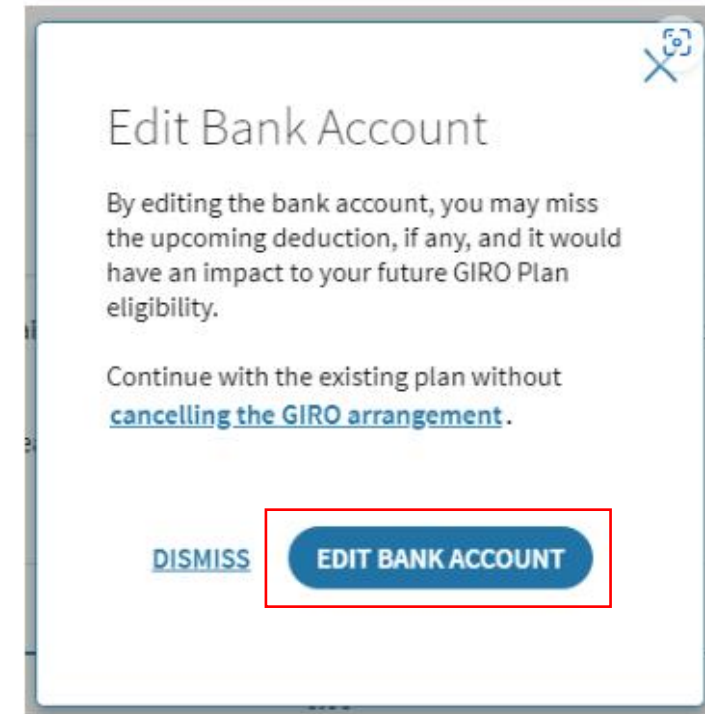 Edit Bank Account
By editing the bank account, you may miss
the upcoming deduction, if any, and it would
have an impact to your future GIRO Plan
eligibility.
Continue with the existing plan without
cancelling the GIRO arrangement.
DISMISS EDIT BANK ACCOUNT